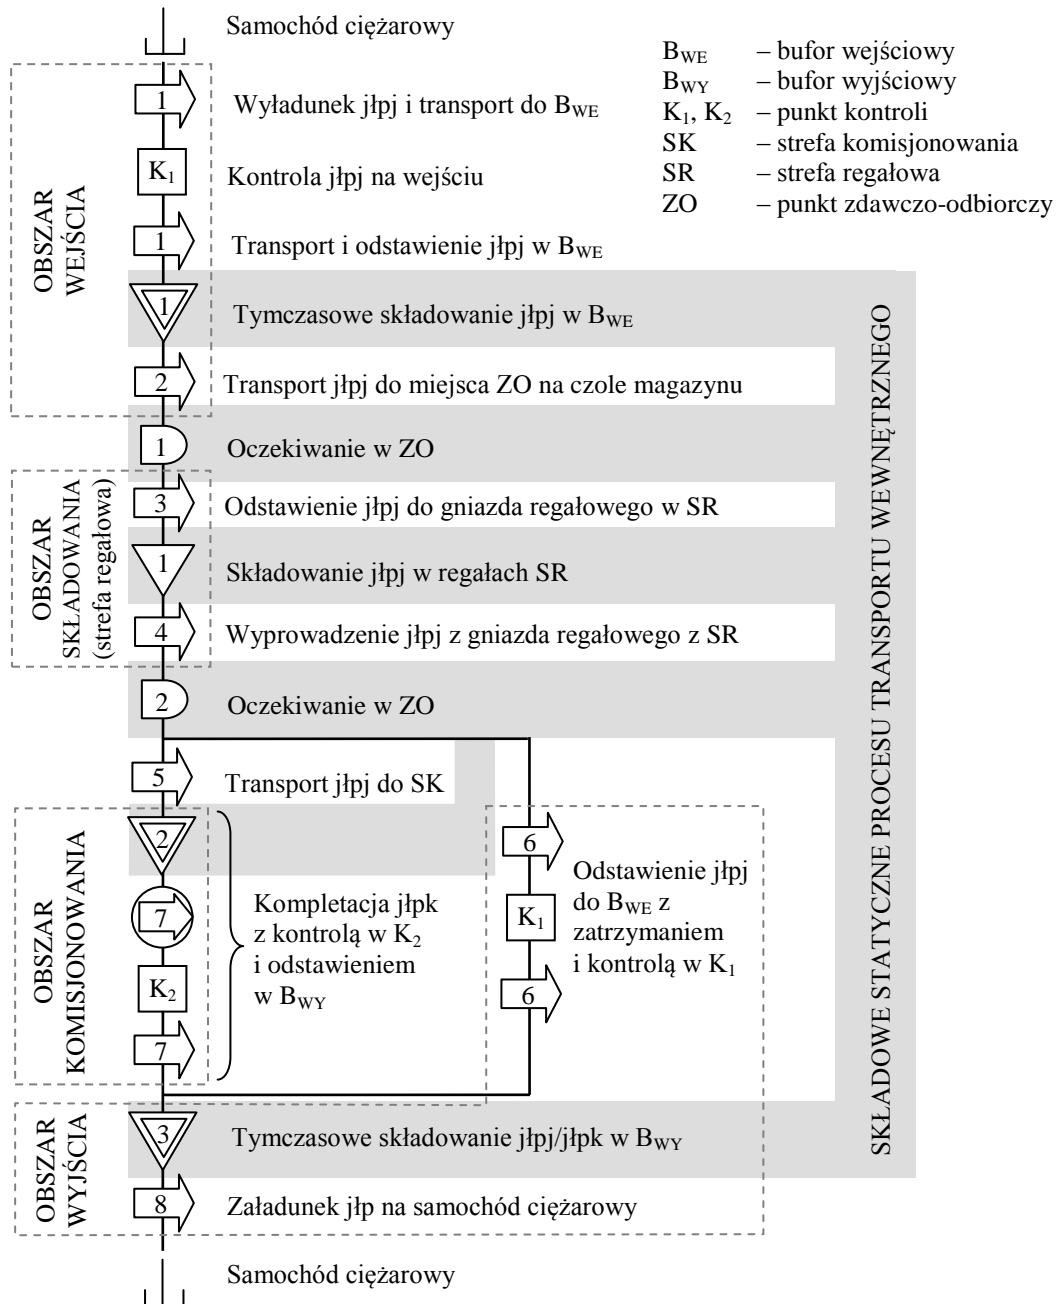 Samochód ciężarowy
B_WE – bufor wejściowy
B_WY – bufor wyjściowy
K_1, K_2 – punkt kontroli
SK – strefa komisjonowania
SR – strefa regałowa
ZO – punkt zdawczo-odbiorczy
OBSZAR
WEJŚCIA
1
Wyładunek jłpj i transport do B_WE
K_1
Kontrola jłpj na wejściu
1
Transport i odstawienie jłpj w B_WE
1
Tymczasowe składowanie jłpj w B_WE
2
Transport jłpj do miejsca ZO na czole magazynu
1
Oczekiwanie w ZO
OBSZAR
SKŁADOWANIA
(strefa regałowa)
3
Odstawienie jłpj do gniazda regałowego w SR
1
Składowanie jłpj w regałach SR
4
Wyprowadzenie jłpj z gniazda regałowego z SR
2
Oczekiwanie w ZO
5
Transport jłpj do SK
OBSZAR
KOMISJONOWANIA
2
7
K_2
7
Kompletacja jłpk
z kontrolą w K_2
i odstawieniem
w B_WY
6
K_1
6
Odstawienie jłpj
do B_WE z
zatrzymaniem
i kontrolą w K_1
OBSZAR
WYJŚCIA
3
Tymczasowe składowanie jłpj/jłpk w B_WY
8
Załadunek jłp na samochód ciężarowy
Samochód ciężarowy
SKŁADOWE STATYCZNE PROCESU TRANSPORTU WEWNĘTRZNEGO